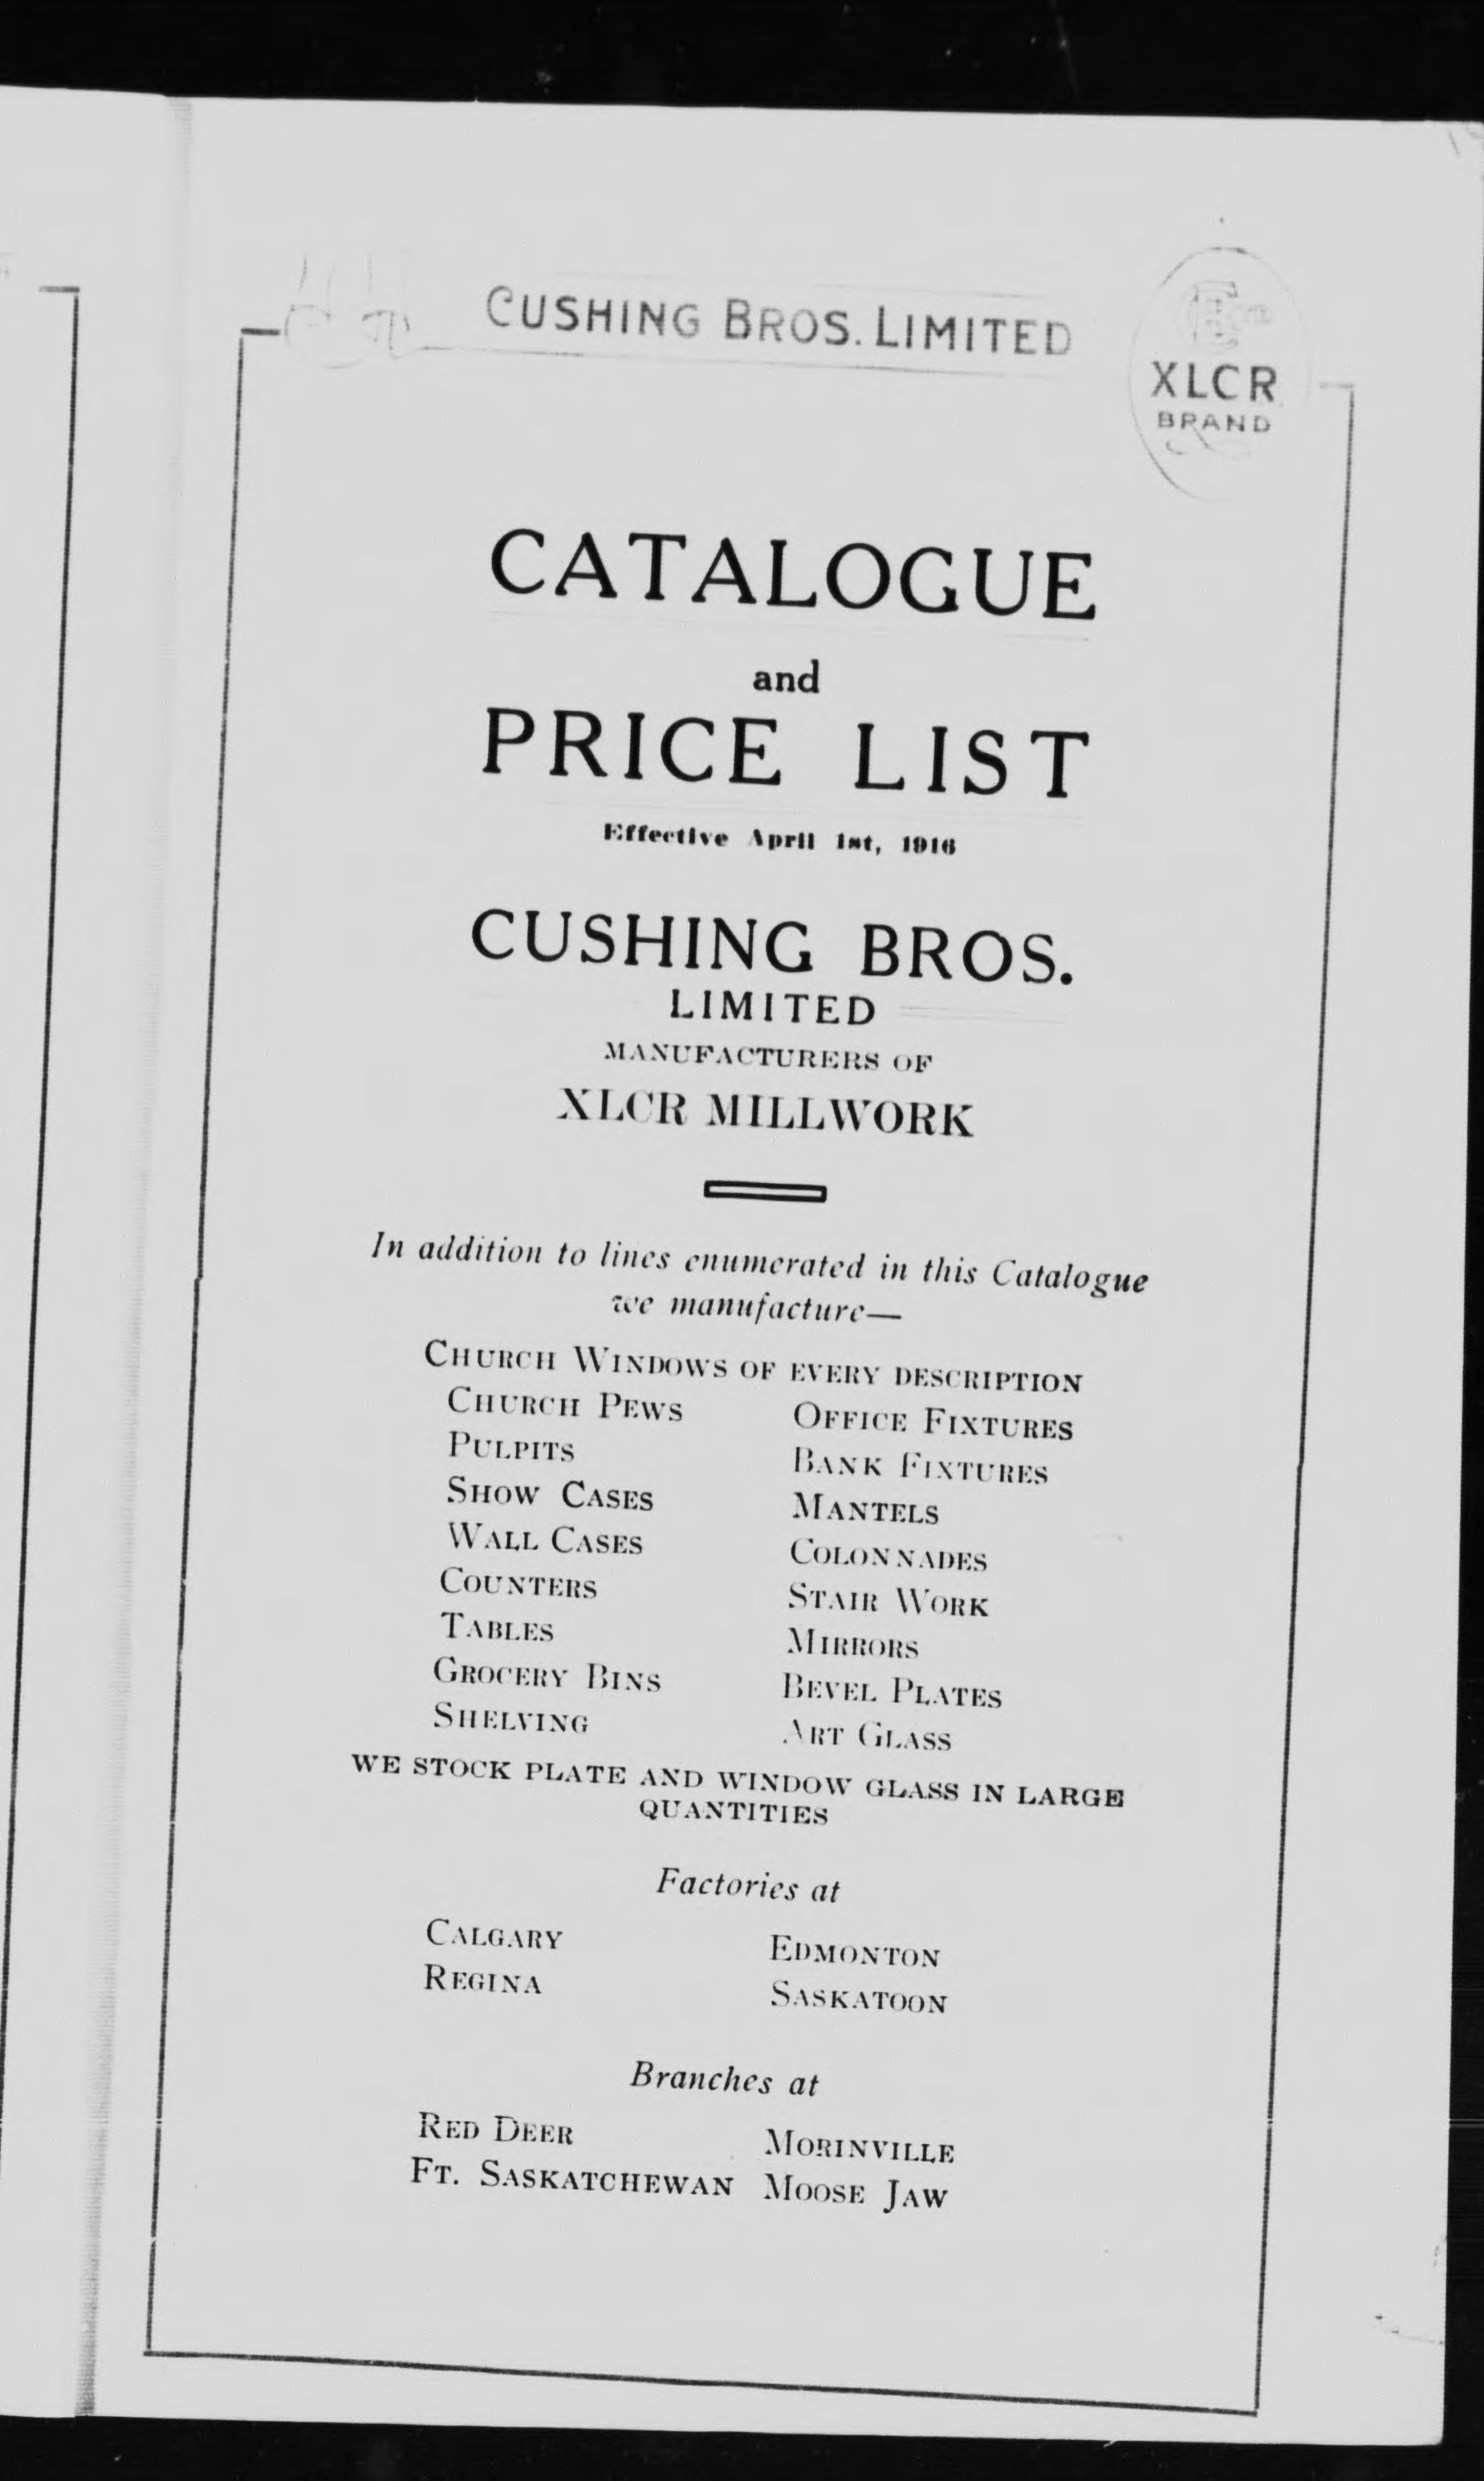 CUSHING BROS. LIMITED
XLCR
BRAND
CATALOGUE
and
PRICE LIST
Effective April 1st, 1916
CUSHING BROS.
LIMITED
MANUFACTURERS OF
XLCR MILLWORK
In addition to lines enumerated in this Catalogue
we manufacture—
CHURCH WINDOWS OF EVERY DESCRIPTION
CHURCH PEWS OFFICE FIXTURES
PULPITS BANK FIXTURES
SHOW CASES MANTELS
WALL CASES COLONNADES
COUNTERS STAIR WORK
TABLES MIRRORS
GROCERY BINS BEVEL PLATES
SHELVING ART GLASS
WE STOCK PLATE AND WINDOW GLASS IN LARGE
QUANTITIES
Factories at
CALGARY EDMONTON
REGINA SASKATOON
Branches at
RED DEER MORINVILLE
FT. SASKATCHEWAN MOOSE JAW